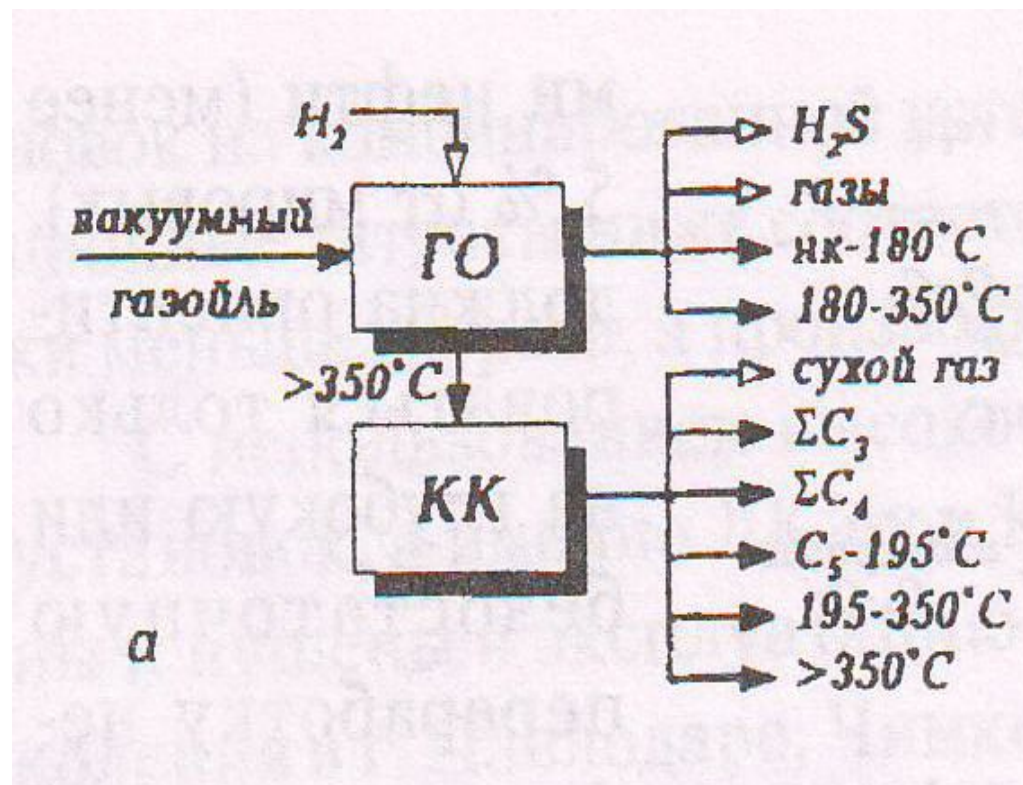 H₂
вакуумный
газойль
ГО
H₂S
газы
нк-180°C
180-350°C
>350°C
КК
сухой газ
ΣC₃
ΣC₄
C₅-195°C
195-350°C
>350°C
а